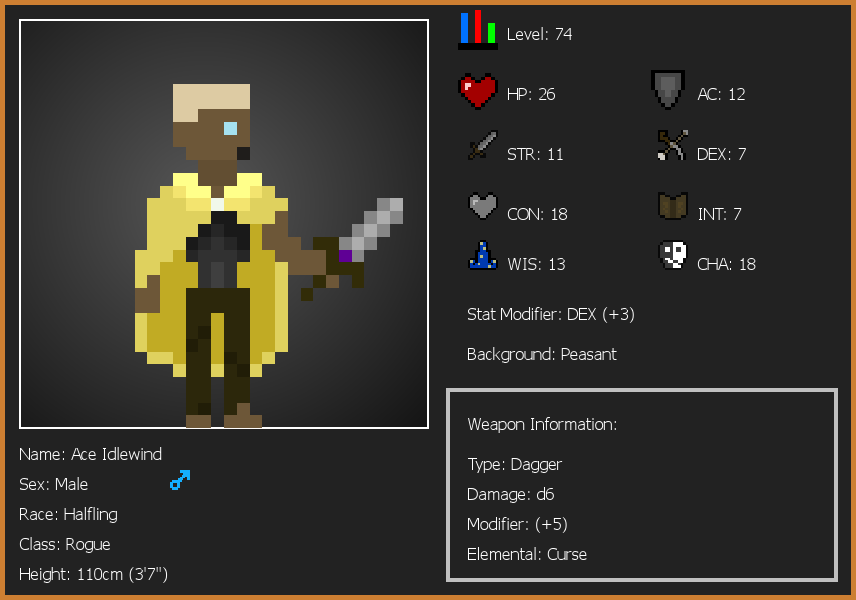 Level: 74
HP: 26
AC: 12
STR: 11
DEX: 7
CON: 18
INT: 7
WIS: 13
CHA: 18
Stat Modifier: DEX (+3)
Background: Peasant
Weapon Information:
Type: Dagger
Damage: d6
Modifier: (+5)
Elemental: Curse
Name: Ace Idlewind
Sex: Male
Race: Halfling
Class: Rogue
Height: 110cm (3'7")